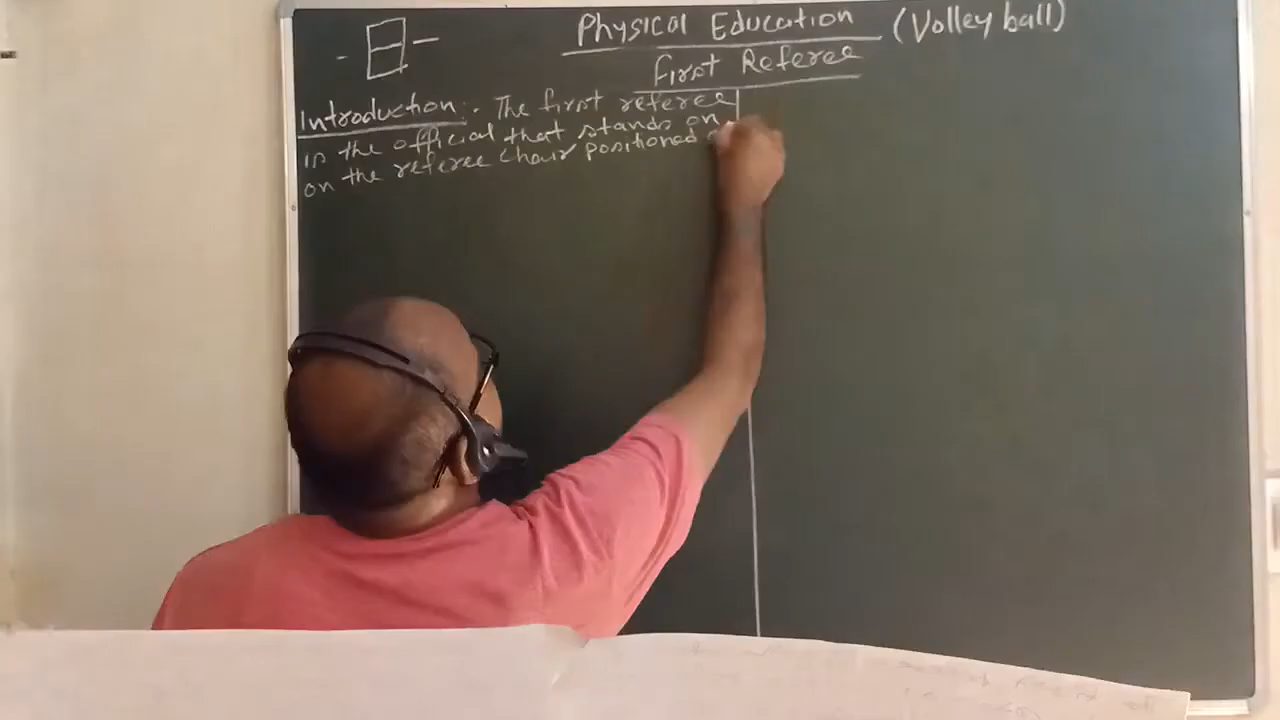 Physical Education (Volley ball)
First Referee
Introduction:- The first referee
is the official that stands on
on the referee chair positioned